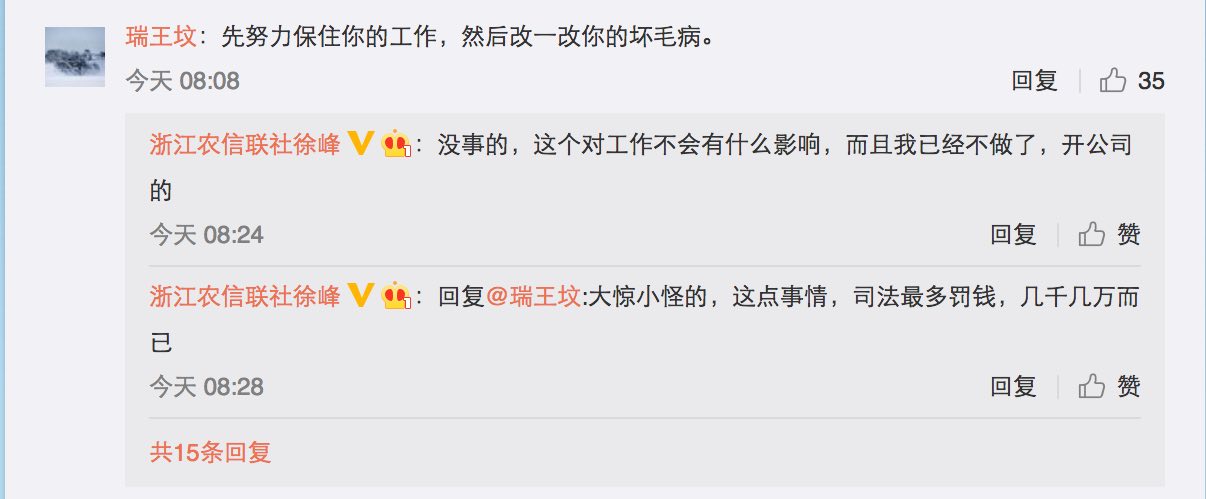 瑞王坟：先努力保住你的工作，然后改一改你的坏毛病。
今天 08:08 回复 35
浙江农信联社徐峰：没事的，这个对工作不会有什么影响，而且我已经不做了，开公司
的
今天 08:24 回复 赞
浙江农信联社徐峰：回复@瑞王坟:大惊小怪的，这点事情，司法最多罚钱，几千几万而
已
今天 08:28 回复 赞
共15条回复